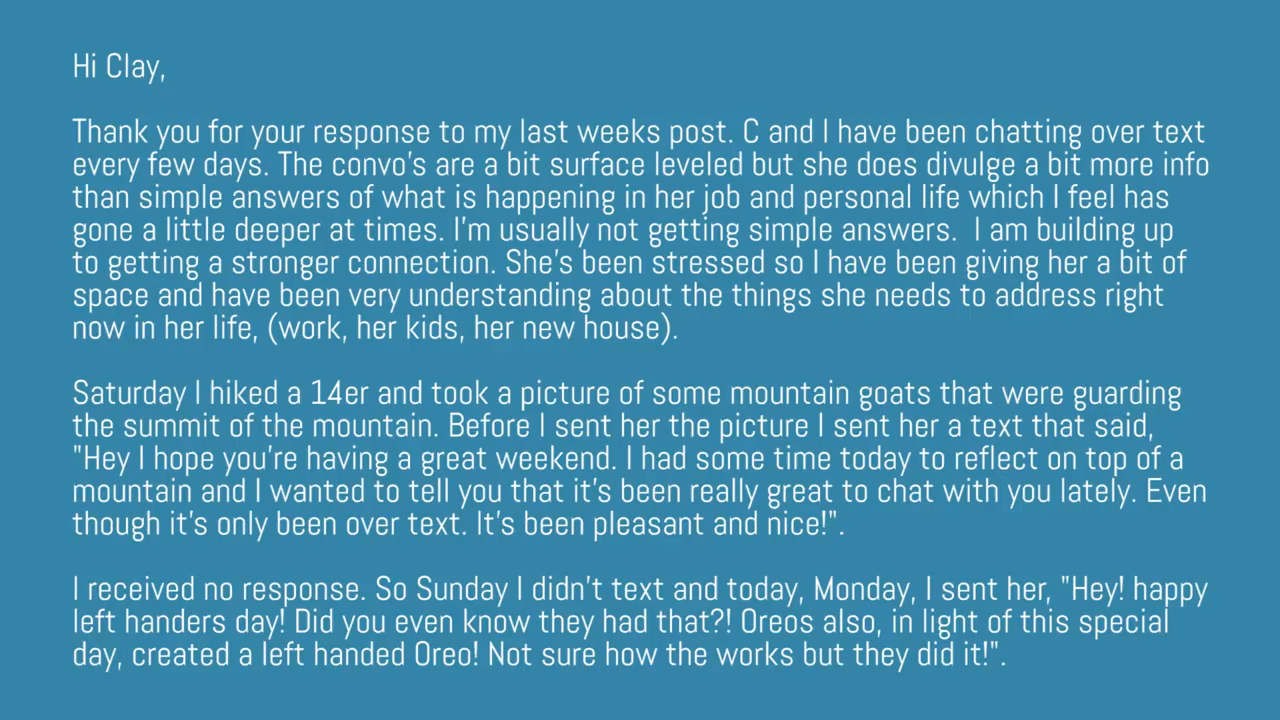 Hi Clay,
Thank you for your response to my last weeks post. C and I have been chatting over text
every few days. The convo's are a bit surface leveled but she does divulge a bit more info
than simple answers of what is happening in her job and personal life which I feel has
gone a little deeper at times. I'm usually not getting simple answers.  I am building up
to getting a stronger connection. She's been stressed so I have been giving her a bit of
space and have been very understanding about the things she needs to address right
now in her life, (work, her kids, her new house).
Saturday I hiked a 14er and took a picture of some mountain goats that were guarding
the summit of the mountain. Before I sent her the picture I sent her a text that said,
"Hey I hope you're having a great weekend. I had some time today to reflect on top of a
mountain and I wanted to tell you that it's been really great to chat with you lately. Even
though it's only been over text. It's been pleasant and nice!".
I received no response. So Sunday I didn't text and today, Monday, I sent her, "Hey! happy
left handers day! Did you even know they had that?! Oreos also, in light of this special
day, created a left handed Oreo! Not sure how the works but they did it!".